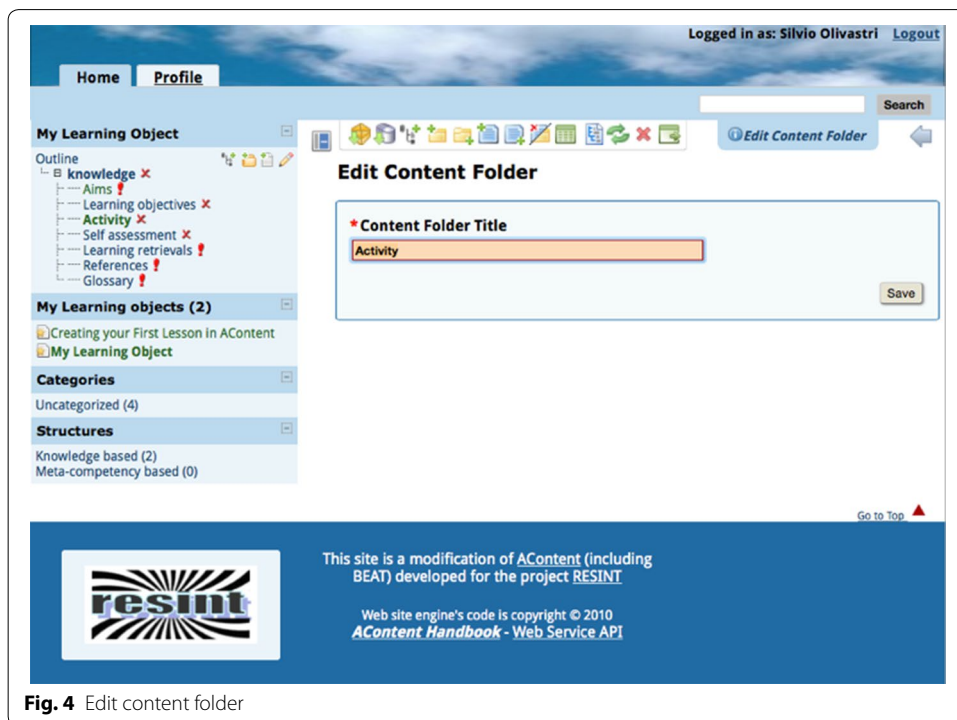 Logged in as: Silvio Olivastri Logout
Home Profile
Search
My Learning Object
Outline
knowledge
Aims
Learning objectives
Activity
Self assessment
Learning retrievals
References
Glossary
My Learning objects (2)
Creating your First Lesson in AContent
My Learning Object
Categories
Uncategorized (4)
Structures
Knowledge based (2)
Meta-competency based (0)
Edit Content Folder
Edit Content Folder
*Content Folder Title
Activity
Save
Go to Top
resint
This site is a modification of AContent (including
BEAT) developed for the project RESINT
Web site engine's code is copyright © 2010
AContent Handbook - Web Service API
Fig. 4 Edit content folder